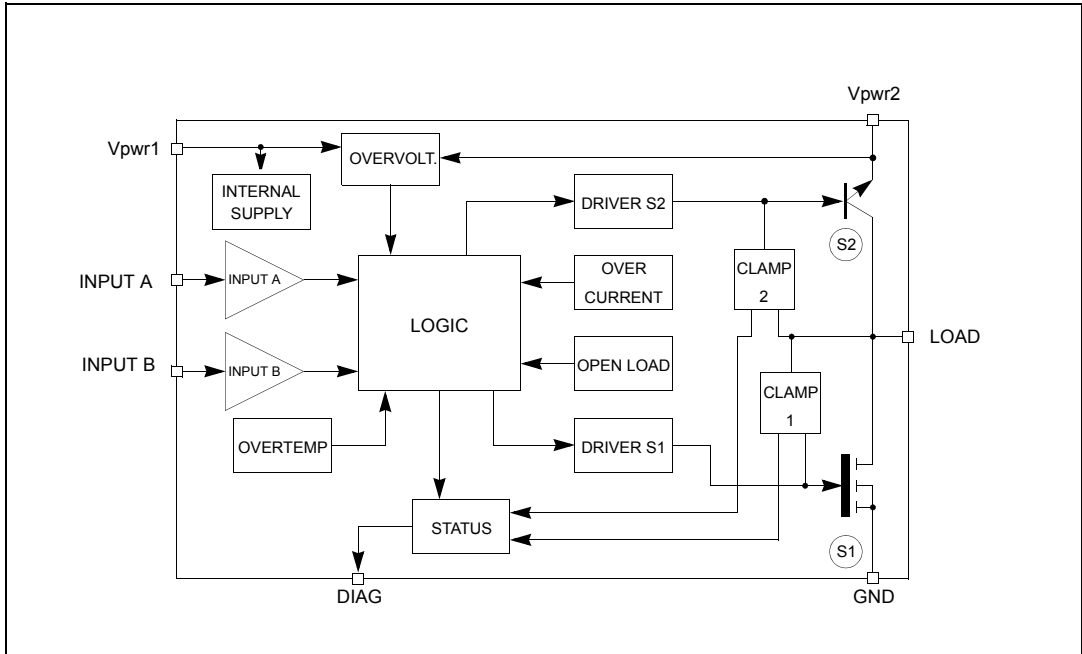 Vpwr2
Vpwr1
OVERVOLT.
INTERNAL
SUPPLY
DRIVER S2
S2
INPUT A
INPUT A
OVER
CURRENT
CLAMP
2
LOGIC
LOAD
INPUT B
INPUT B
OPEN LOAD
CLAMP
1
OVERTEMP
DRIVER S1
STATUS
S1
DIAG
GND